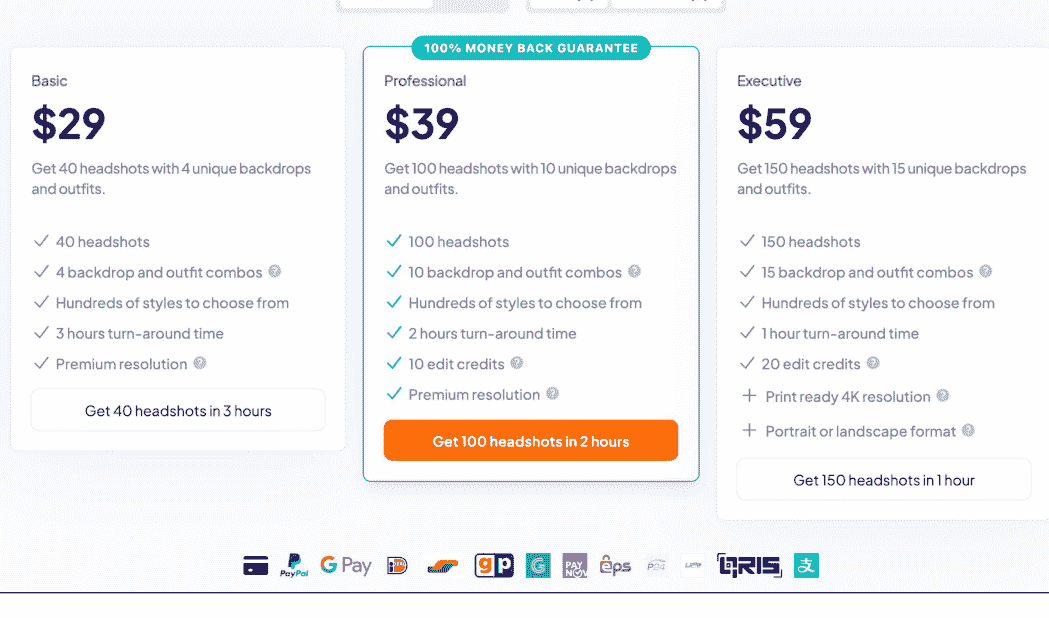 Basic
$29
Get 40 headshots with 4 unique backdrops
and outfits.
40 headshots
4 backdrop and outfit combos
Hundreds of styles to choose from
3 hours turn-around time
Premium resolution
Get 40 headshots in 3 hours
100% MONEY BACK GUARANTEE
Professional
$39
Get 100 headshots with 10 unique backdrops
and outfits.
100 headshots
10 backdrop and outfit combos
Hundreds of styles to choose from
2 hours turn-around time
10 edit credits
Premium resolution
Get 100 headshots in 2 hours
Executive
$59
Get 150 headshots with 15 unique backdrops
and outfits.
150 headshots
15 backdrop and outfit combos
Hundreds of styles to choose from
1 hour turn-around time
20 edit credits
Print ready 4K resolution
Portrait or landscape format
Get 150 headshots in 1 hour
PayPal
G Pay
gp
G
PAY
NOW
eps
P24
QRIS
支